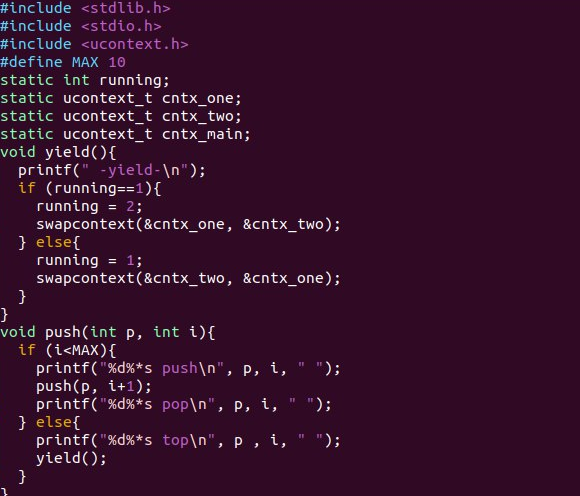 #include <stdlib.h>
#include <stdio.h>
#include <ucontext.h>
#define MAX 10
static int running;
static ucontext_t cntx_one;
static ucontext_t cntx_two;
static ucontext_t cntx_main;
void yield(){
  printf(" -yield-\n");
  if (running==1){
    running = 2;
    swapcontext(&cntx_one, &cntx_two);
  } else{
    running = 1;
    swapcontext(&cntx_two, &cntx_one);
  }
}
void push(int p, int i){
  if (i<MAX){
    printf("%d%*s push\n", p, i, " ");
    push(p, i+1);
    printf("%d%*s pop\n", p, i, " ");
  } else{
    printf("%d%*s top\n", p , i, " ");
    yield();
  }
}